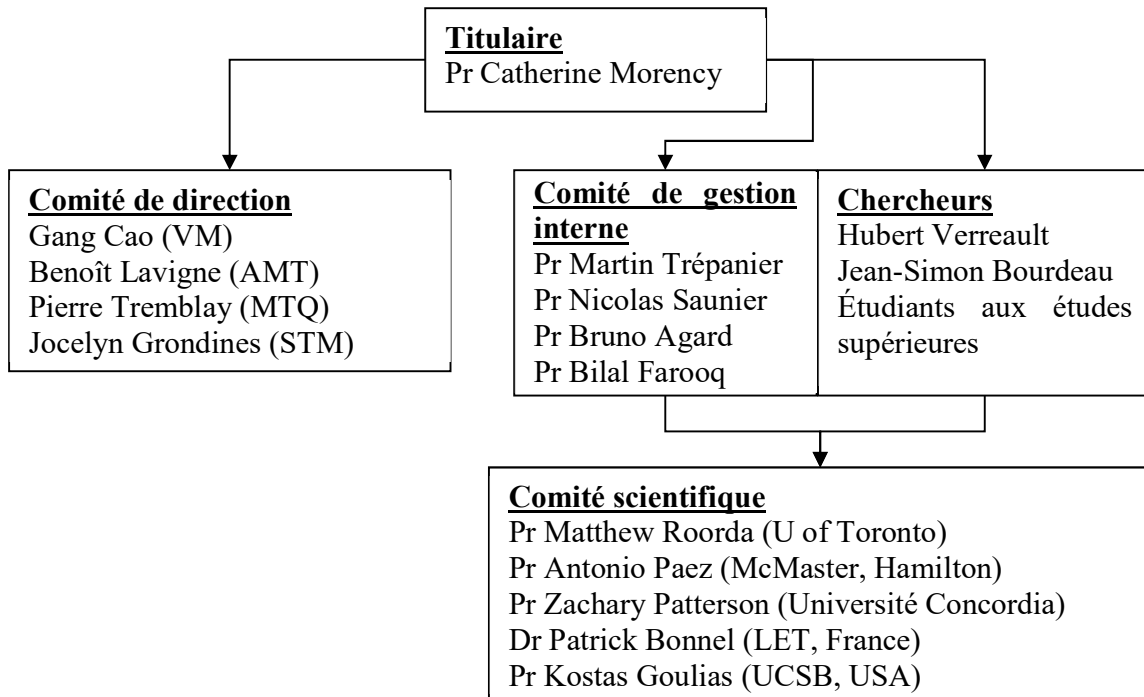 Titulaire
Pr Catherine Morency
Comité de direction
Gang Cao (VM)
Benoît Lavigne (AMT)
Pierre Tremblay (MTQ)
Jocelyn Grondines (STM)
Comité de gestion
interne
Pr Martin Trépanier
Pr Nicolas Saunier
Pr Bruno Agard
Pr Bilal Farooq
Chercheurs
Hubert Verreault
Jean-Simon Bourdeau
Étudiants aux études
supérieures
Comité scientifique
Pr Matthew Roorda (U of Toronto)
Pr Antonio Paez (McMaster, Hamilton)
Pr Zachary Patterson (Université Concordia)
Dr Patrick Bonnel (LET, France)
Pr Kostas Goulias (UCSB, USA)